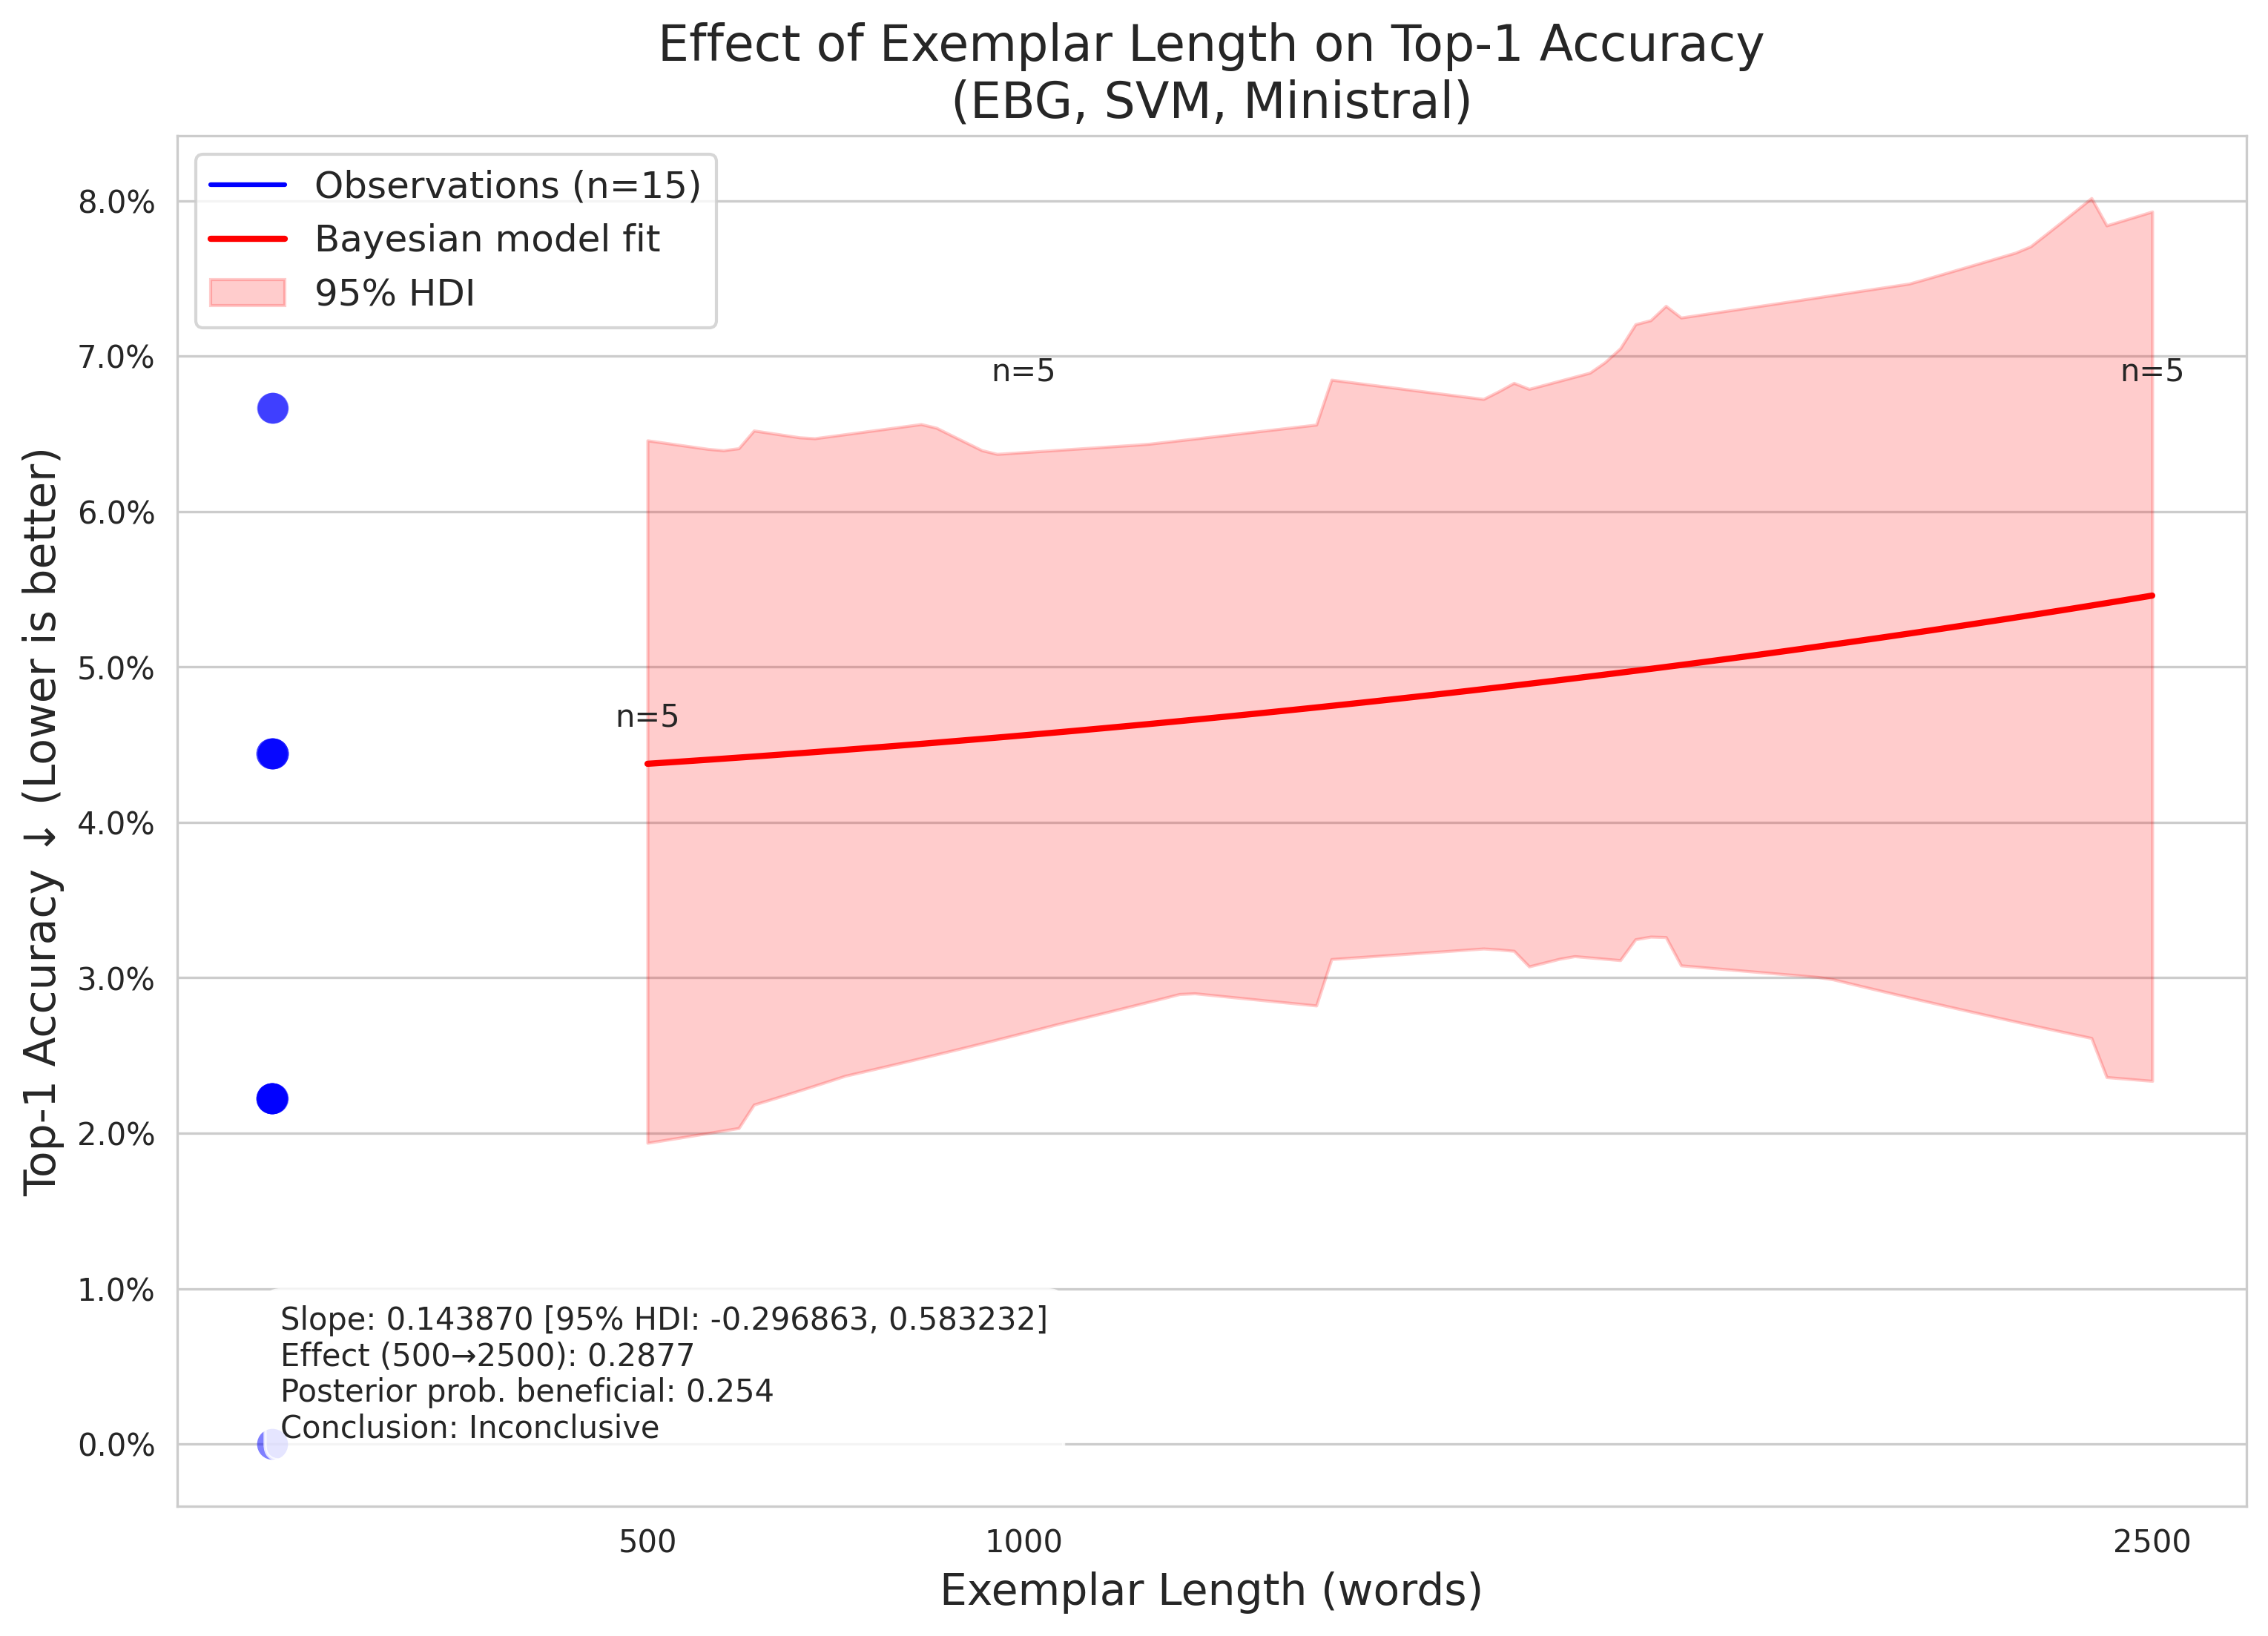 Effect of Exemplar Length on Top-1 Accuracy
(EBG, SVM, Ministral)
Observations (n=15)
Bayesian model fit
95% HDI
8.0%
7.0%
6.0%
5.0%
4.0%
3.0%
2.0%
1.0%
0.0%
Top-1 Accuracy ↓ (Lower is better)
n=5
n=5
n=5
Slope: 0.143870 [95% HDI: -0.296863, 0.583232]
Effect (500→2500): 0.2877
Posterior prob. beneficial: 0.254
Conclusion: Inconclusive
500
1000
2500
Exemplar Length (words)